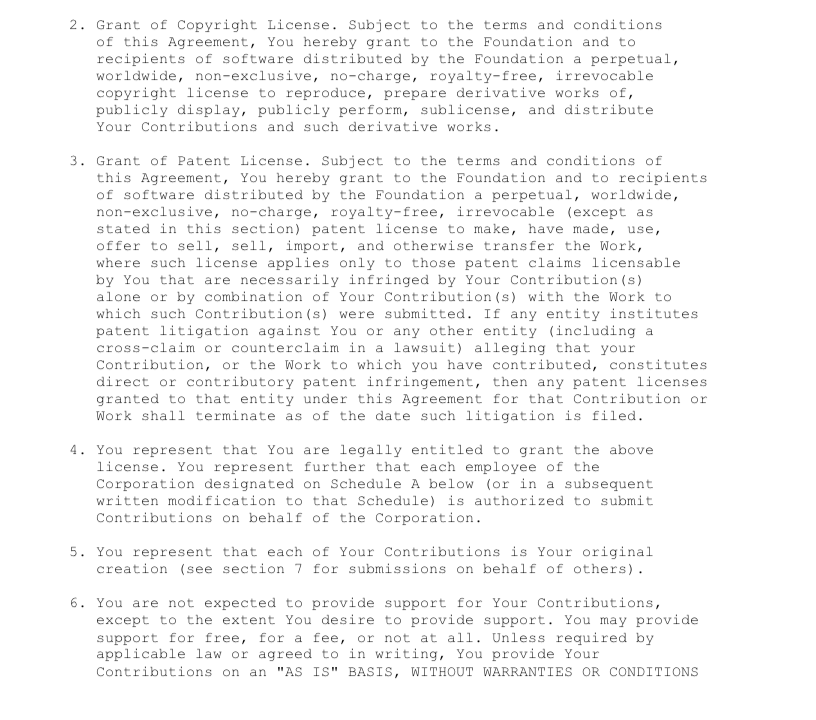 2. Grant of Copyright License. Subject to the terms and conditions
of this Agreement, You hereby grant to the Foundation and to
recipients of software distributed by the Foundation a perpetual,
worldwide, non-exclusive, no-charge, royalty-free, irrevocable
copyright license to reproduce, prepare derivative works of,
publicly display, publicly perform, sublicense, and distribute
Your Contributions and such derivative works.
3. Grant of Patent License. Subject to the terms and conditions of
this Agreement, You hereby grant to the Foundation and to recipients
of software distributed by the Foundation a perpetual, worldwide,
non-exclusive, no-charge, royalty-free, irrevocable (except as
stated in this section) patent license to make, have made, use,
offer to sell, sell, import, and otherwise transfer the Work,
where such license applies only to those patent claims licensable
by You that are necessarily infringed by Your Contribution(s)
alone or by combination of Your Contribution(s) with the Work to
which such Contribution(s) were submitted. If any entity institutes
patent litigation against You or any other entity (including a
cross-claim or counterclaim in a lawsuit) alleging that your
Contribution, or the Work to which you have contributed, constitutes
direct or contributory patent infringement, then any patent licenses
granted to that entity under this Agreement for that Contribution or
Work shall terminate as of the date such litigation is filed.
4. You represent that You are legally entitled to grant the above
license. You represent further that each employee of the
Corporation designated on Schedule A below (or in a subsequent
written modification to that Schedule) is authorized to submit
Contributions on behalf of the Corporation.
5. You represent that each of Your Contributions is Your original
creation (see section 7 for submissions on behalf of others).
6. You are not expected to provide support for Your Contributions,
except to the extent You desire to provide support. You may provide
support for free, for a fee, or not at all. Unless required by
applicable law or agreed to in writing, You provide Your
Contributions on an "AS IS" BASIS, WITHOUT WARRANTIES OR CONDITIONS